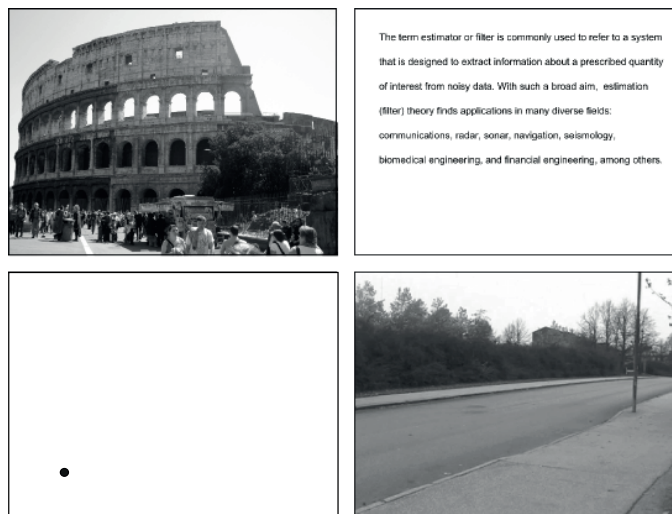 The term estimator or filter is commonly used to refer to a system
that is designed to extract information about a prescribed quantity
of interest from noisy data. With such a broad aim, estimation
(filter) theory finds applications in many diverse fields:
communications, radar, sonar, navigation, seismology,
biomedical engineering, and financial engineering, among others.